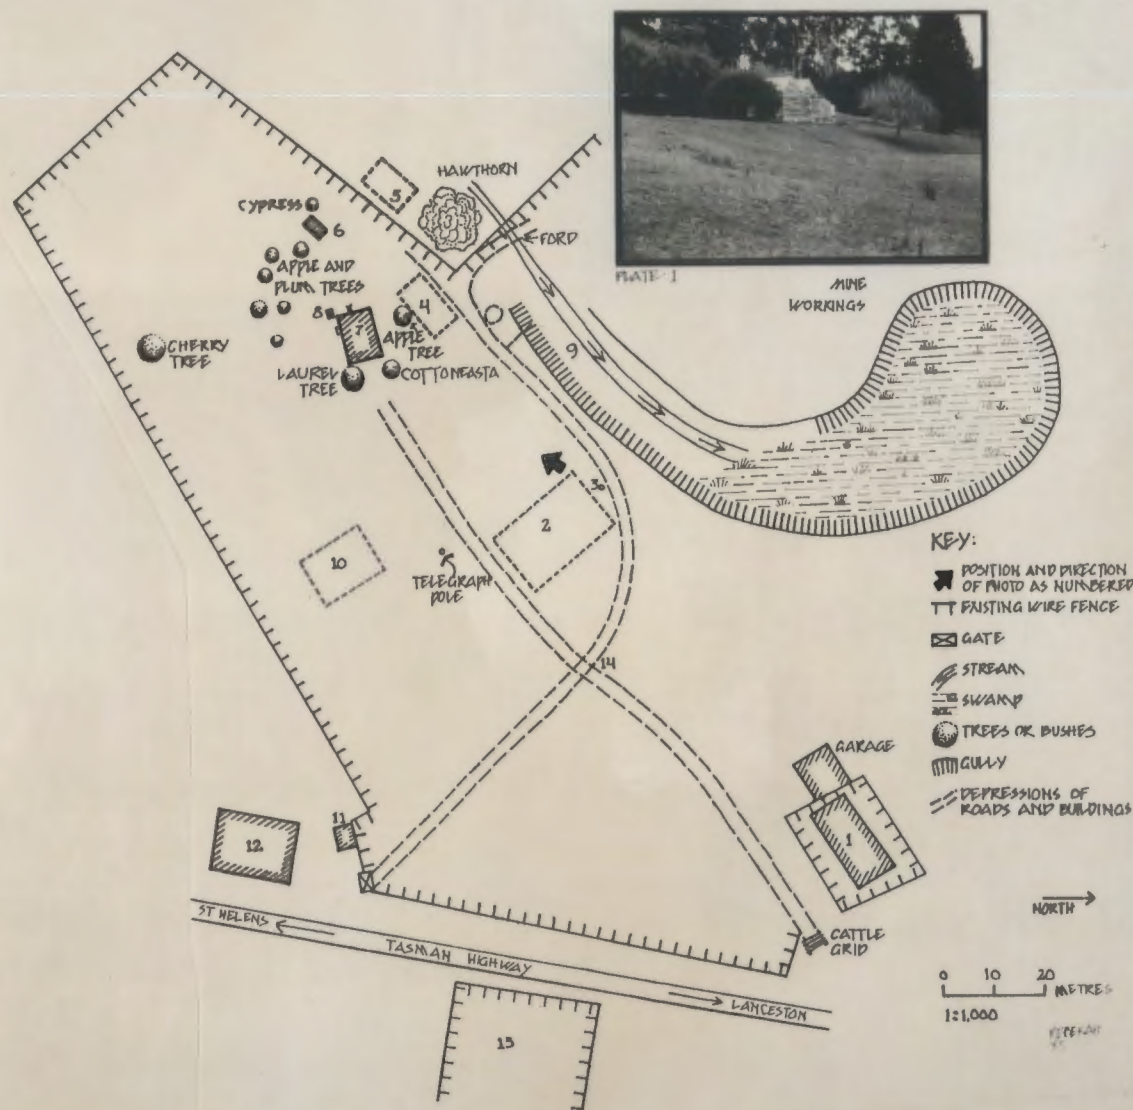 PLATE 1
HAWTHORN
FORD
MINE
WORKINGS
5
CYPRESS
6
APPLE AND
PLUM TREES
4
8
7
APPLE
TREE
9
CHERRY
TREE
LAUREL
TREE
COTTONEASTA
3
2
10
TELEGRAPH
POLE
14
KEY:
POSITION AND DIRECTION
OF PHOTO AS NUMBERED
EXISTING WIRE FENCE
GATE
STREAM
SWAMP
TREES OR BUSHES
GULLY
DEPRESSIONS OF
ROADS AND BUILDINGS
GARAGE
1
11
12
NORTH
ST HELENS
TASMAN HIGHWAY
LANCESTON
CATTLE
GRID
0 10 20
METRES
1:1,000
13